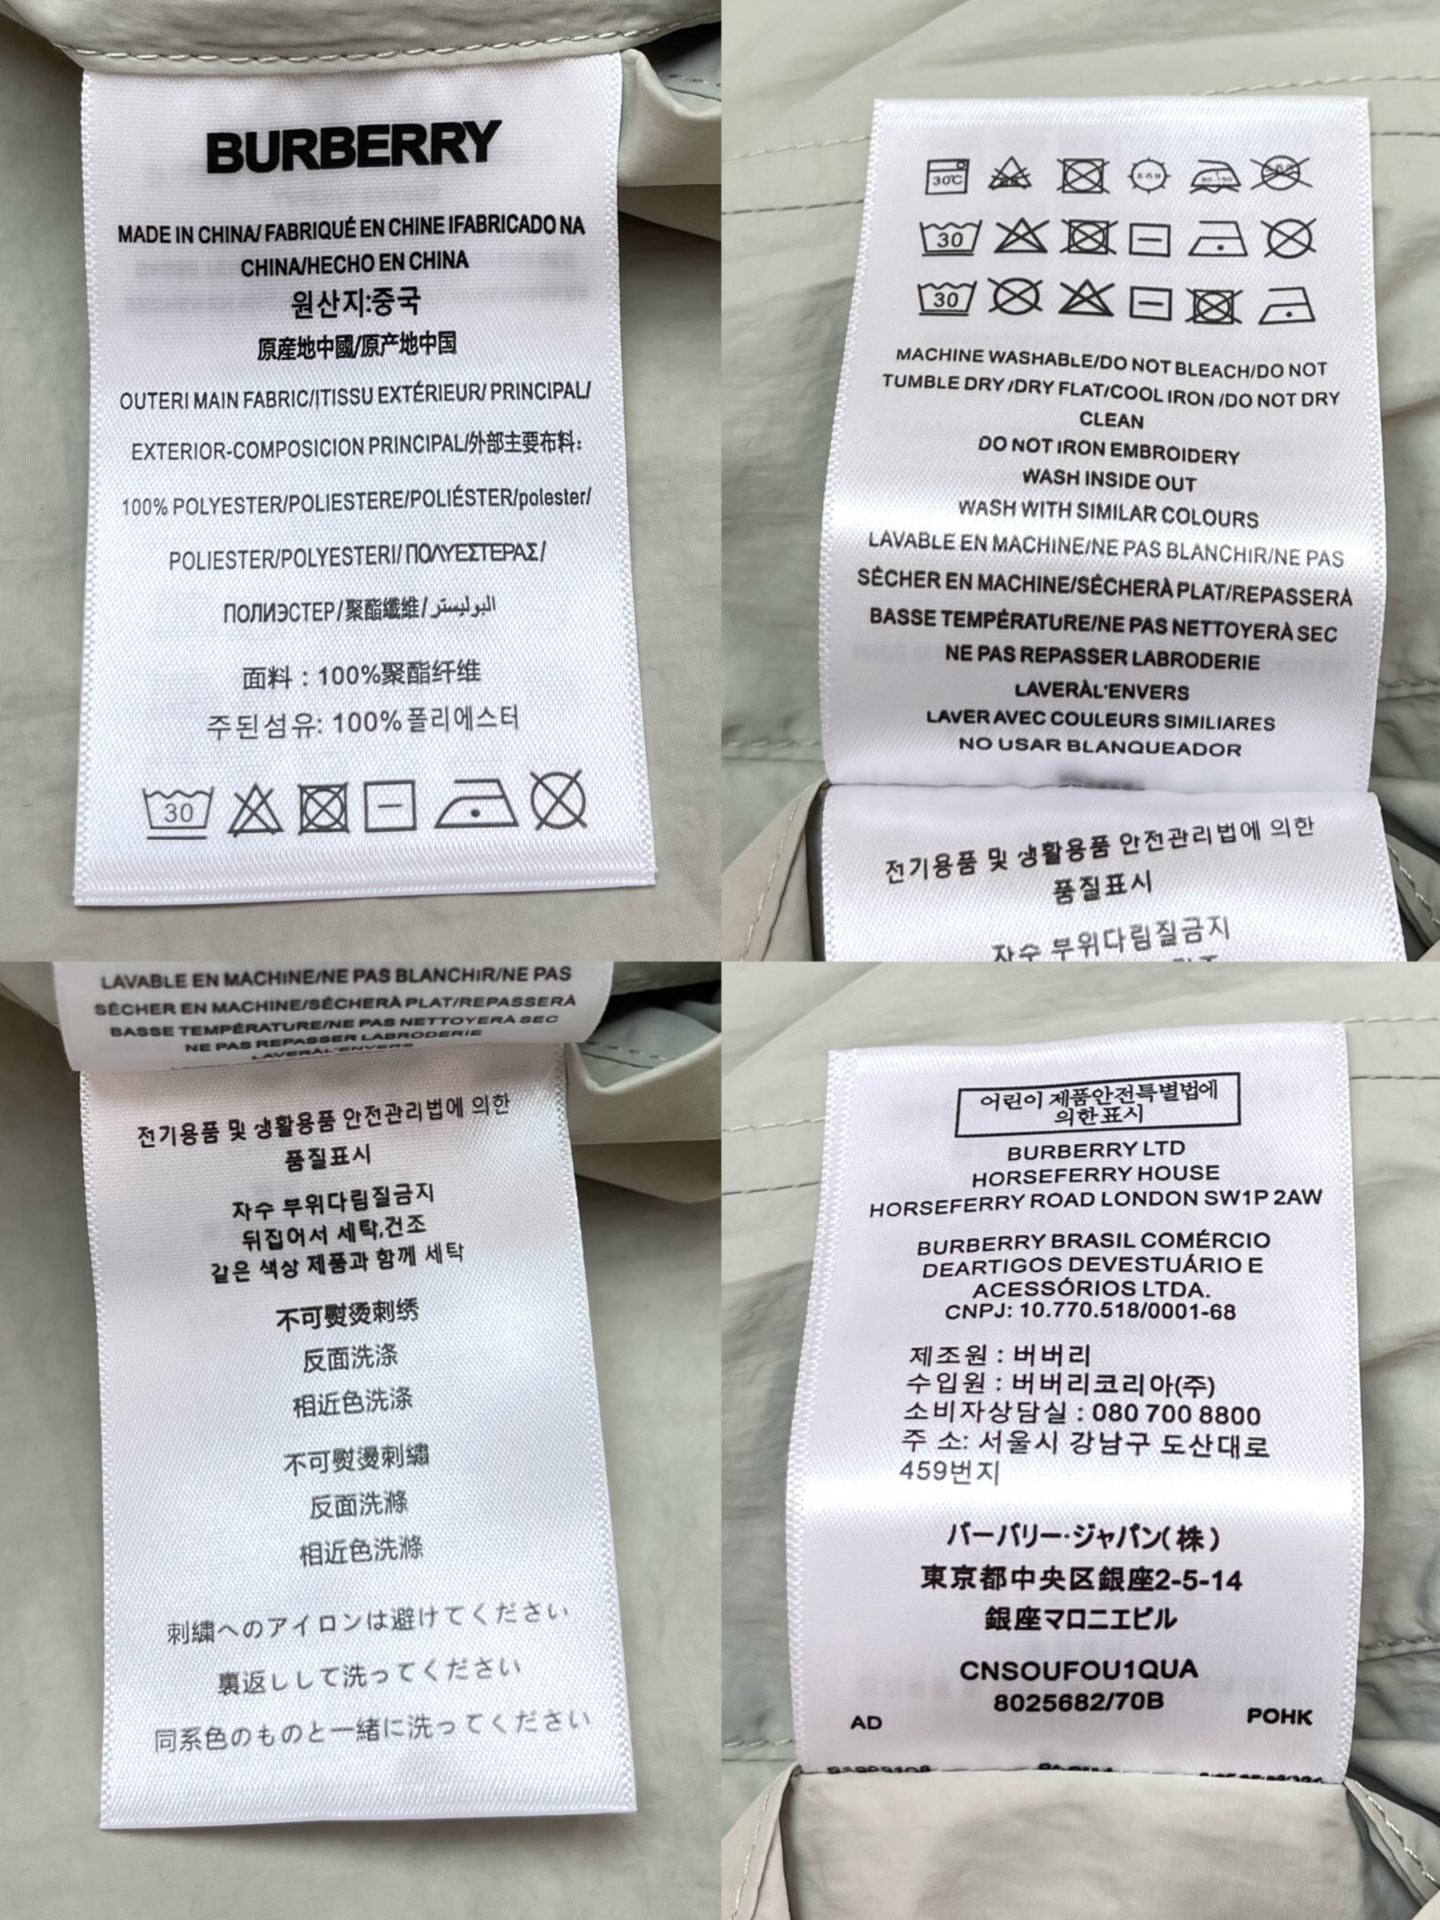 BURBERRY
MADE IN CHINA/ FABRIQUÉ EN CHINE IFABRICADO NA
CHINA/HECHO EN CHINA
원산지:중국
原産地中國/原产地中国
OUTERI MAIN FABRIC/ITISSU EXTÉRIEUR/ PRINCIPAL/
EXTERIOR-COMPOSICION PRINCIPAL/外部主要布料:
100% POLYESTER/POLIESTERE/POLIÉSTER/polester/
POLIESTER/POLYESTERI/ ΠΟΛΥΕΣΤΕΡΑΣ/
ПОЛИЭСТЕР/聚酯纖維/البوليستر
面料：100%聚酯纤维
주된섬유: 100%폴리에스터
30
30℃
30
30
MACHINE WASHABLE/DO NOT BLEACH/DO NOT
TUMBLE DRY /DRY FLAT/COOL IRON /DO NOT DRY
CLEAN
DO NOT IRON EMBROIDERY
WASH INSIDE OUT
WASH WITH SIMILAR COLOURS
LAVABLE EN MACHINE/NE PAS BLANCHIR/NE PAS
SÉCHER EN MACHINE/SÉCHERÀ PLAT/REPASSERÀ
BASSE TEMPÉRATURE/NE PAS NETTOYERÀ SEC
NE PAS REPASSER LABRODERIE
LAVERÀL'ENVERS
LAVER AVEC COULEURS SIMILIARES
NO USAR BLANQUEADOR
전기용품 및 생활용품 안전관리법에 의한
품질표시
자수 부위다림질금지
LAVABLE EN MACHINE/NE PAS BLANCHIR/NE PAS
SÉCHER EN MACHINE/SÉCHERÀ PLAT/REPASSERÀ
BASSE TEMPÉRATURE/NE PAS NETTOYERÀ SEC
NE PAS REPASSER LABRODERIE
LAVERÀL'ENVERS
전기용품 및 생활용품 안전관리법에 의한
품질표시
자수 부위다림질금지
뒤집어서 세탁,건조
같은 색상 제품과 함께 세탁
不可熨烫刺绣
反面洗涤
相近色洗涤
不可熨燙刺繡
反面洗滌
相近色洗滌
刺繍へのアイロンは避けてください
裏返しして洗ってください
同系色のものと一緒に洗ってください
어린이 제품안전특별법에
의한표시
BURBERRY LTD
HORSEFERRY HOUSE
HORSEFERRY ROAD LONDON SW1P 2AW
BURBERRY BRASIL COMÉRCIO
DEARTIGOS DEVESTUÁRIO E
ACESSÓRIOS LTDA.
CNPJ: 10.770.518/0001-68
제조원 : 버버리
수입원 : 버버리코리아(주)
소비자상담실 : 080 700 8800
주 소: 서울시 강남구 도산대로
459번지
バーバリー·ジャパン(株)
東京都中央区銀座2-5-14
銀座マロニエビル
CNSOUFOU1QUA
8025682/70B
AD POHK